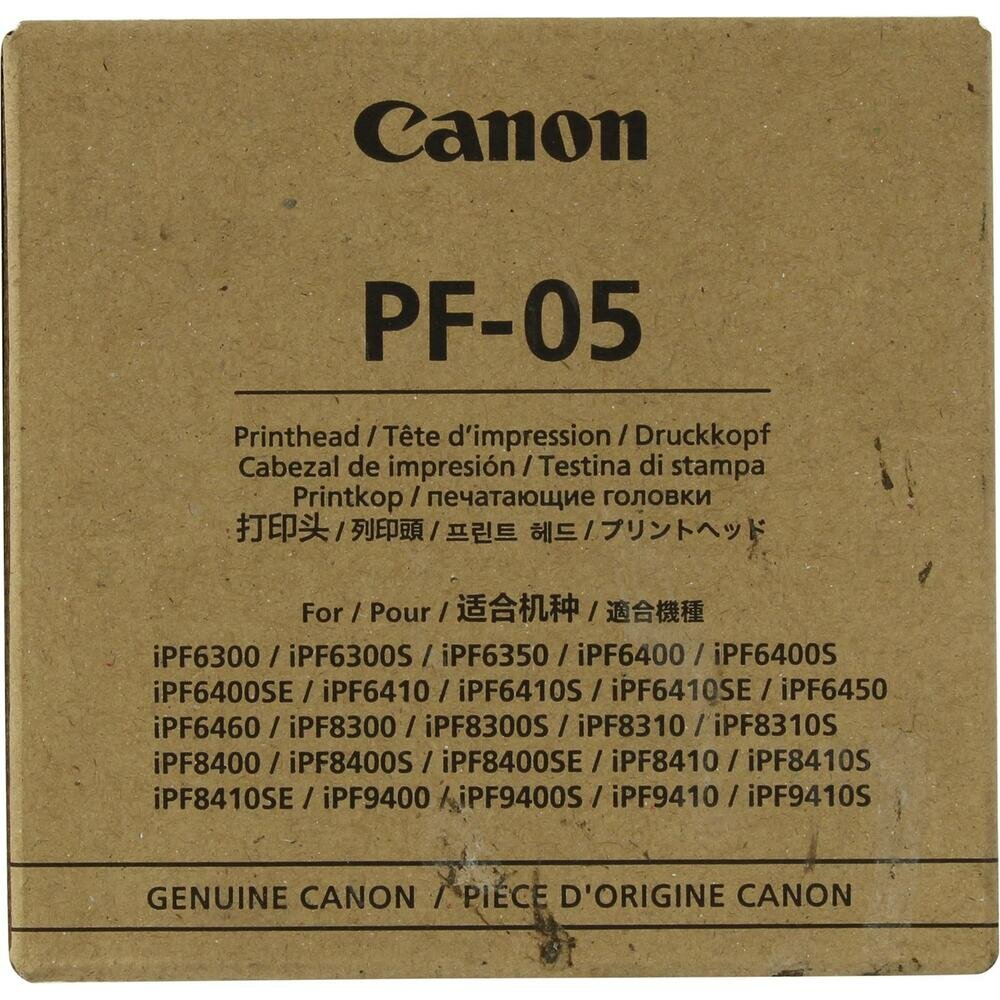 Canon
PF-05
Printhead / Tête d'impression / Druckkopf
Cabezal de impresión / Testina di stampa
Printkop / печатающие головки
打印头 / 列印頭 / 프린트 헤드 / プリントヘッド
For / Pour / 适合机种 / 適合機種
iPF6300 / iPF6300S / iPF6350 / iPF6400 / iPF6400S
iPF6400SE / iPF6410 / iPF6410S / iPF6410SE / iPF6450
iPF6460 / iPF8300 / iPF8300S / iPF8310 / iPF8310S
iPF8400 / iPF8400S / iPF8400SE / iPF8410 / iPF8410S
iPF8410SE / iPF9400 / iPF9400S / iPF9410 / iPF9410S
GENUINE CANON / PIÈCE D'ORIGINE CANON